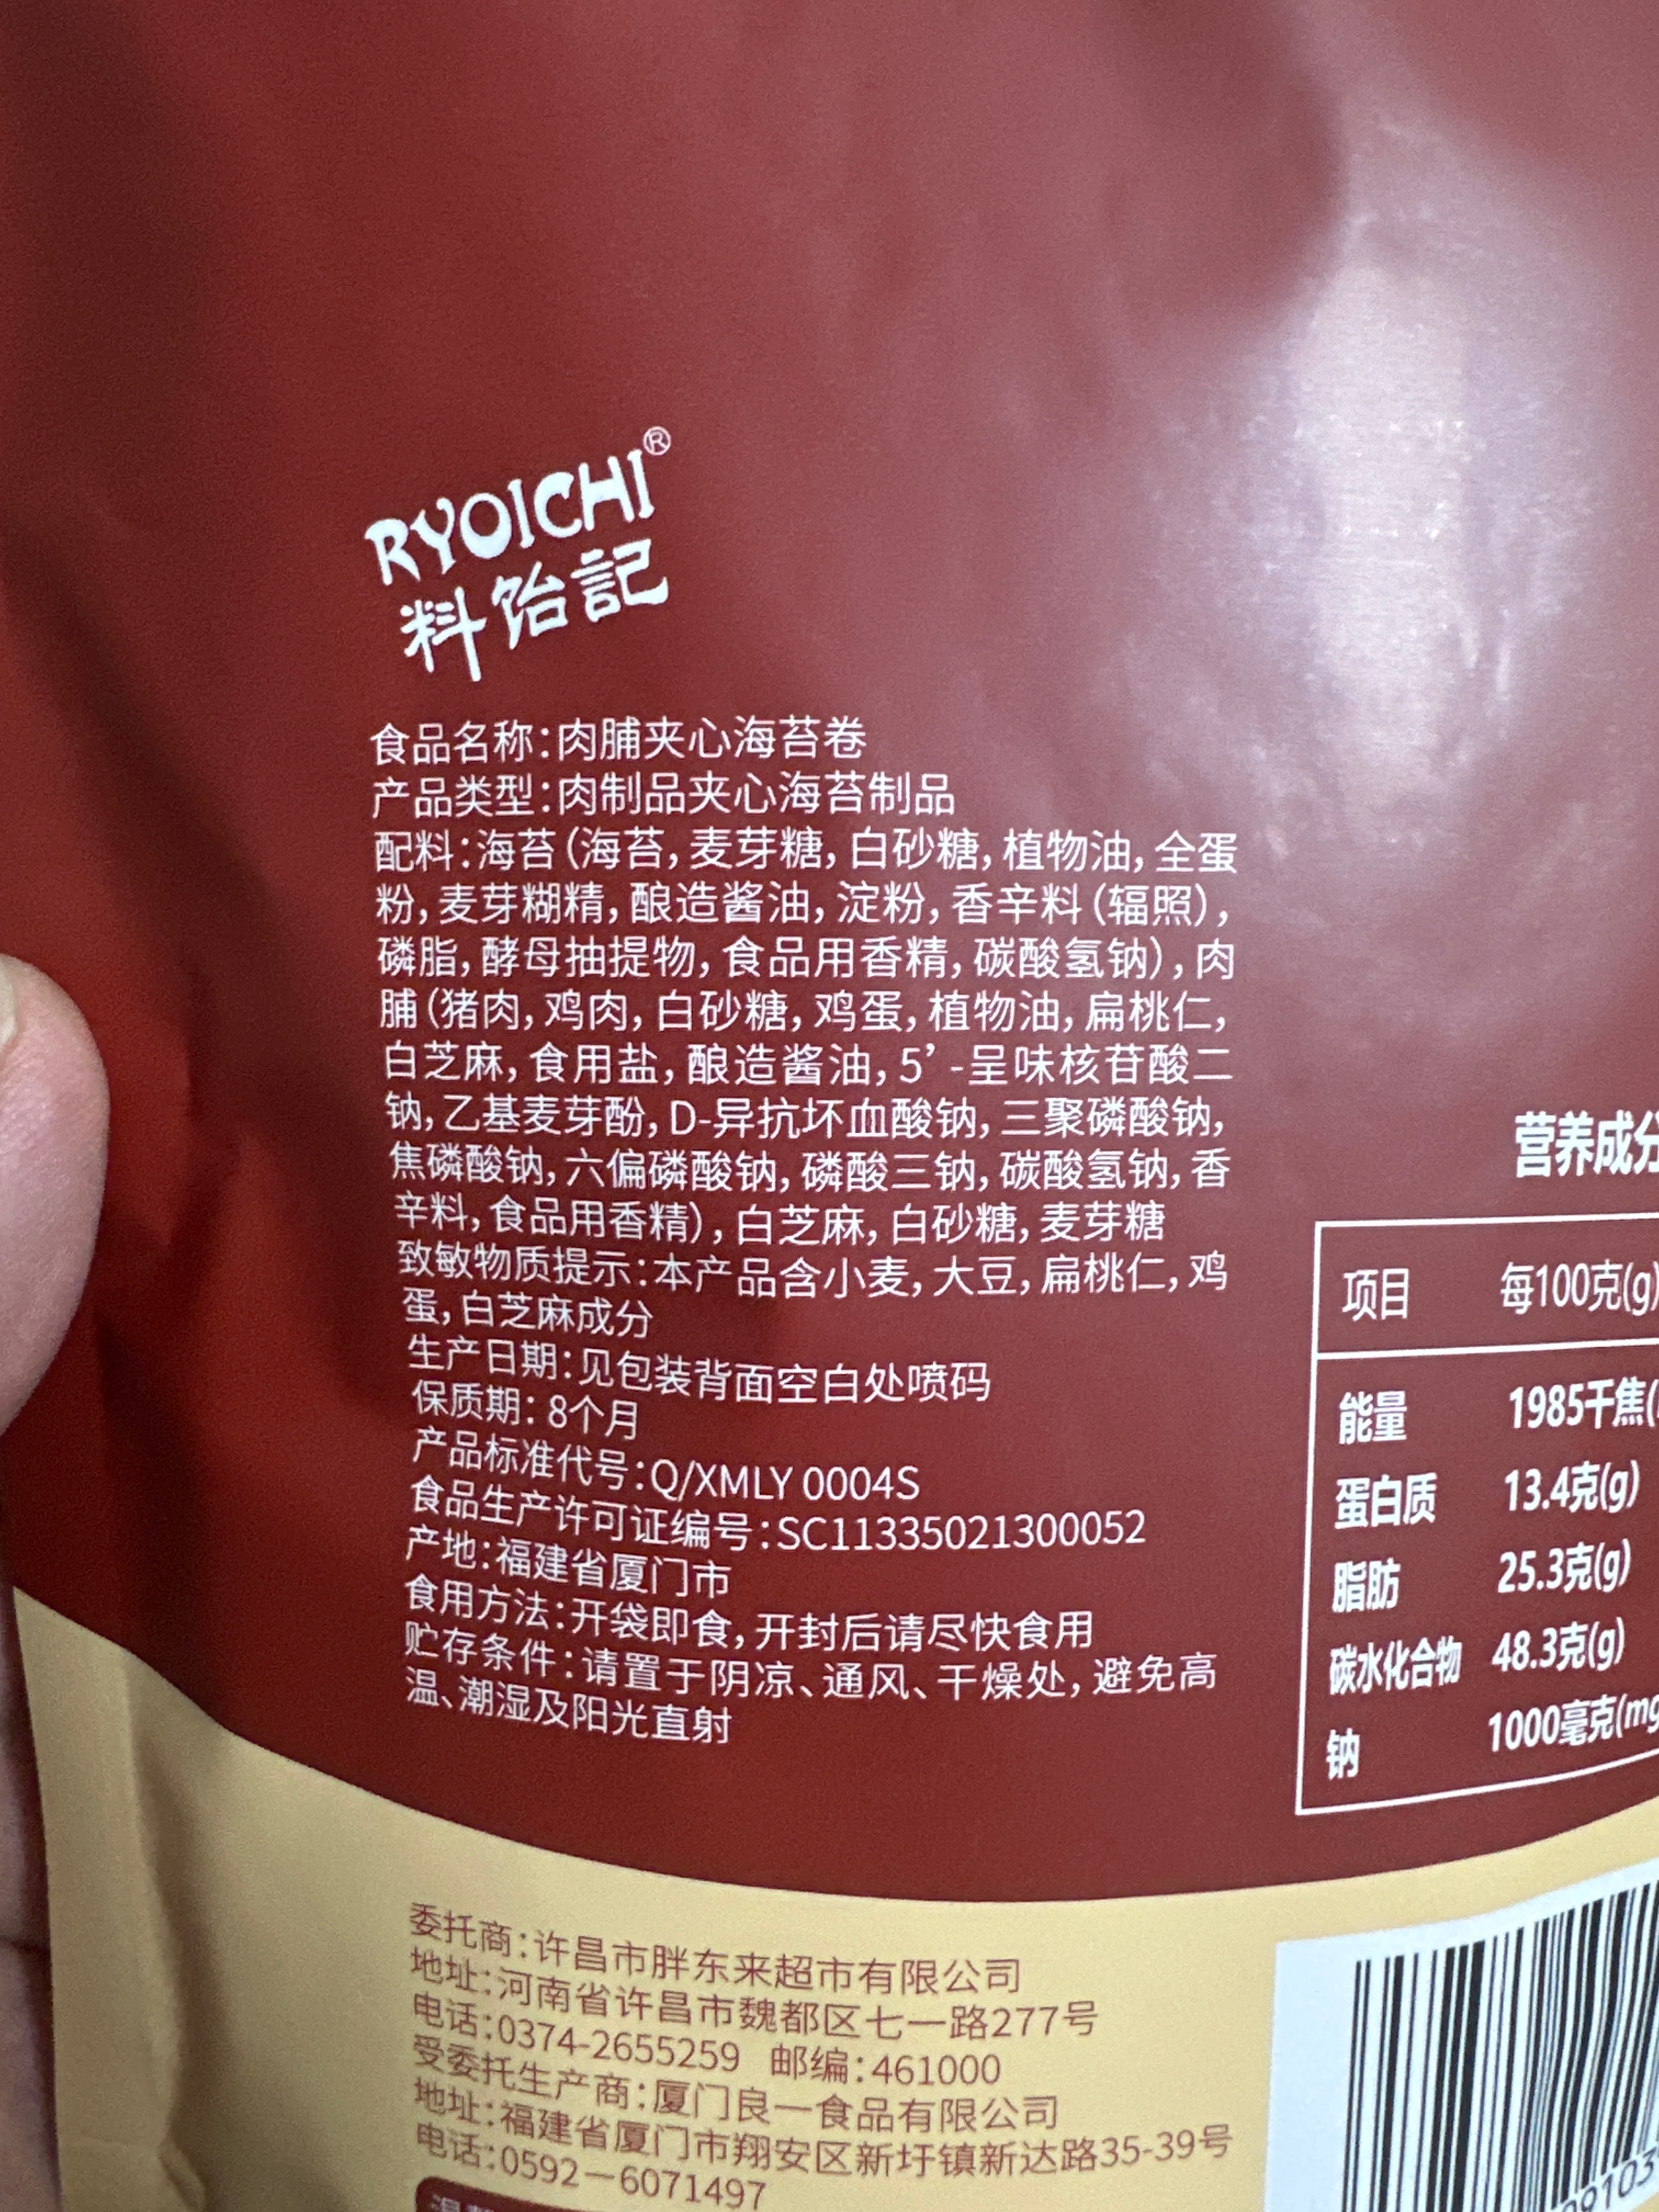 RYOICHI®
料饴記
食品名称:肉脯夹心海苔卷
产品类型:肉制品夹心海苔制品
配料:海苔(海苔,麦芽糖,白砂糖,植物油,全蛋
粉,麦芽糊精,酿造酱油,淀粉,香辛料(辐照),
磷脂,酵母抽提物,食品用香精,碳酸氢钠),肉
脯(猪肉,鸡肉,白砂糖,鸡蛋,植物油,扁桃仁,
白芝麻,食用盐,酿造酱油,5’-呈味核苷酸二
钠,乙基麦芽酚,D-异抗坏血酸钠,三聚磷酸钠,
焦磷酸钠,六偏磷酸钠,磷酸三钠,碳酸氢钠,香
辛料,食品用香精),白芝麻,白砂糖,麦芽糖
致敏物质提示:本产品含小麦,大豆,扁桃仁,鸡
蛋,白芝麻成分
生产日期:见包装背面空白处喷码
保质期:8个月
产品标准代号:Q/XMLY 0004S
食品生产许可证编号:SC11335021300052
产地:福建省厦门市
食用方法:开袋即食,开封后请尽快食用
贮存条件:请置于阴凉、通风、干燥处,避免高
温、潮湿及阳光直射
营养成分
项目 每100克(g)
能量 1985千焦(
蛋白质 13.4克(g)
脂肪 25.3克(g)
碳水化合物 48.3克(g)
钠 1000毫克(mg
委托商:许昌市胖东来超市有限公司
地址:河南省许昌市魏都区七一路277号
电话:0374-2655259 邮编:461000
受委托生产商:厦门良一食品有限公司
地址:福建省厦门市翔安区新圩镇新达路35-39号
电话:0592-6071497